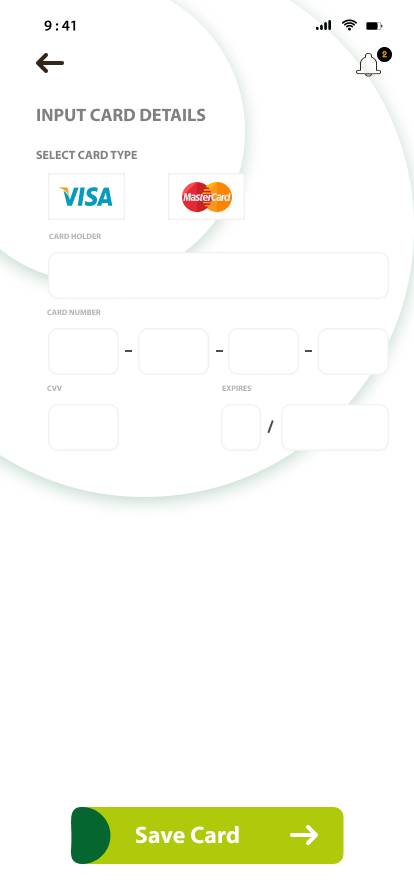 9 : 41
2
INPUT CARD DETAILS
SELECT CARD TYPE
VISA
MasterCard
CARD HOLDER
CARD NUMBER
– – –
CVV
EXPIRES
/
Save Card